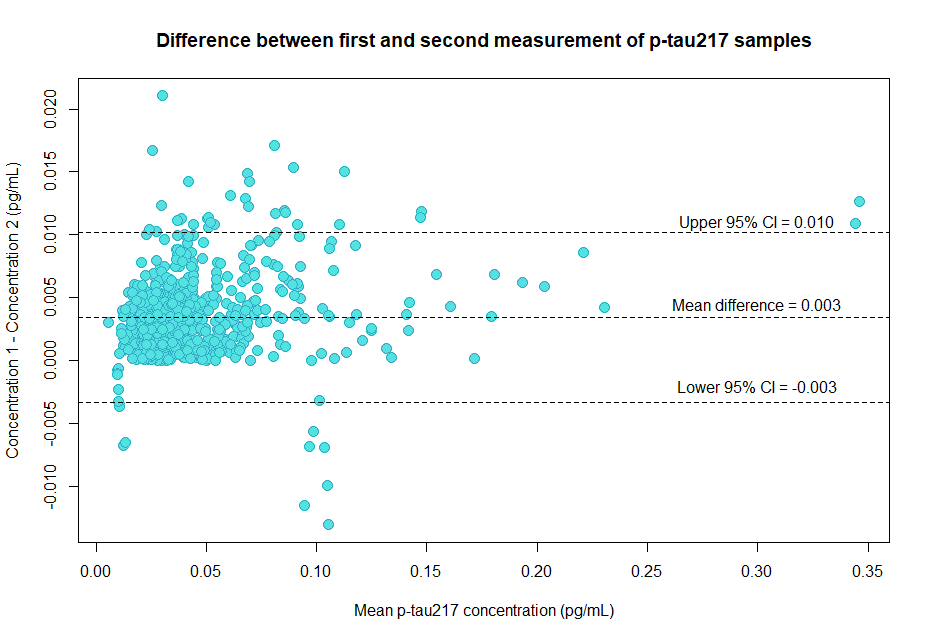 Difference between first and second measurement of p-tau217 samples
Concentration 1 - Concentration 2 (pg/mL)
0.020
0.015
0.010
0.005
0.000
-0.005
-0.010
Upper 95% CI = 0.010
Mean difference = 0.003
Lower 95% CI = -0.003
0.00 0.05 0.10 0.15 0.20 0.25 0.30 0.35
Mean p-tau217 concentration (pg/mL)